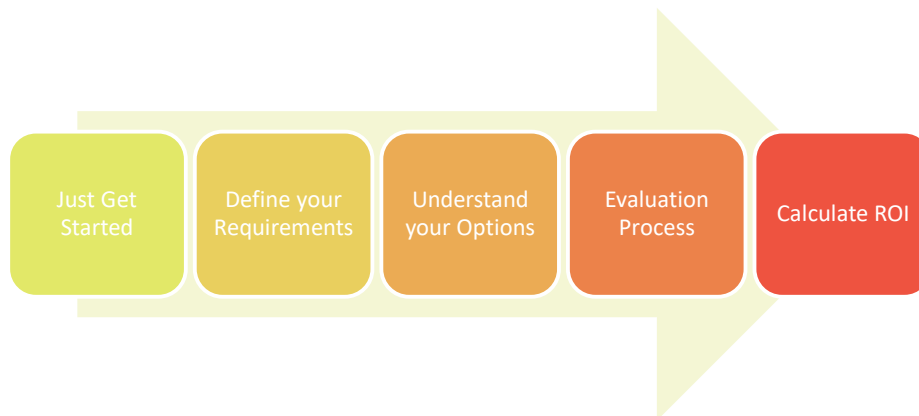 Just Get
Started
Define your
Requirements
Understand
your Options
Evaluation
Process
Calculate ROI